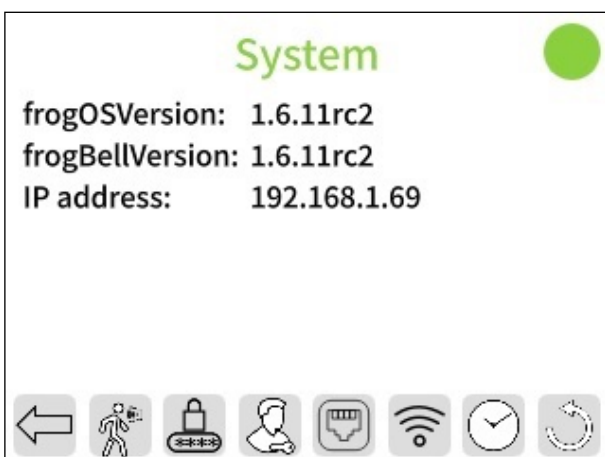 System
frogOSVersion: 1.6.11rc2
frogBellVersion: 1.6.11rc2
IP address: 192.168.1.69
****